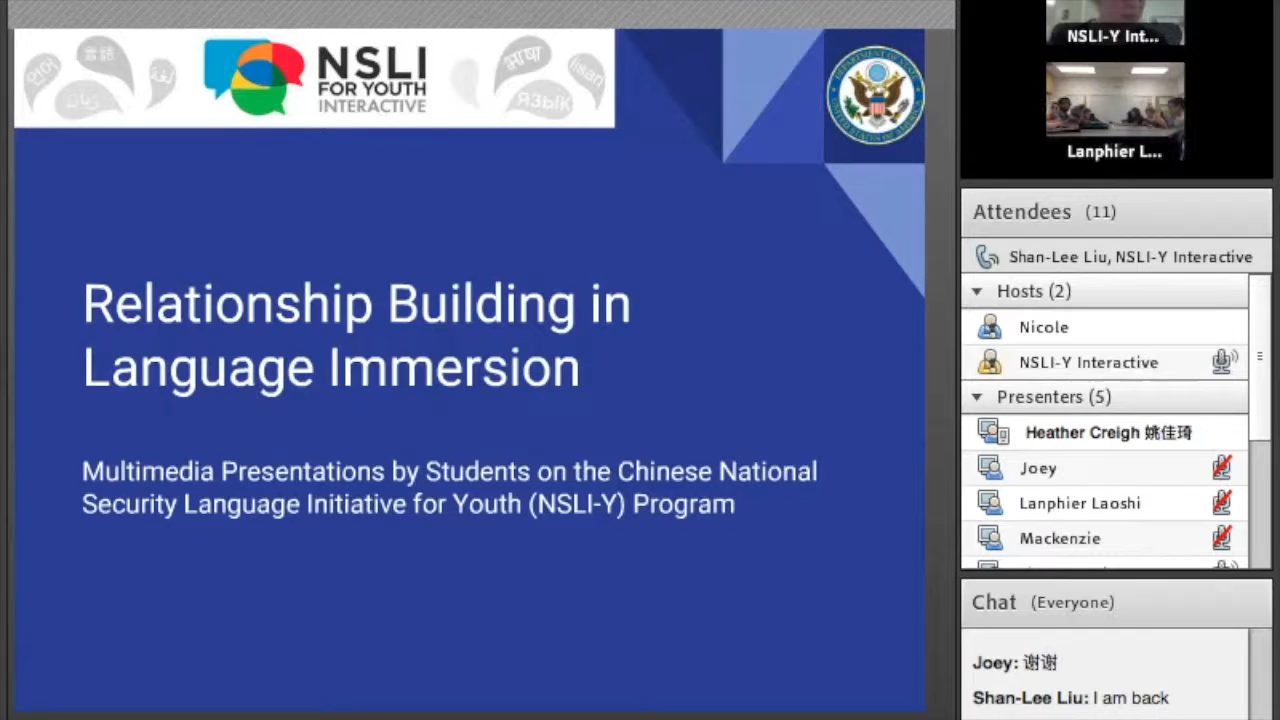 NSLI
FOR YOUTH
INTERACTIVE
भाषा
ЯЗЫК
Relationship Building in
Language Immersion
Multimedia Presentations by Students on the Chinese National
Security Language Initiative for Youth (NSLI-Y) Program
NSLI-Y Int...
Lanphier L...
Attendees (11)
Shan-Lee Liu, NSLI-Y Interactive
Hosts (2)
Nicole
NSLI-Y Interactive
Presenters (5)
Heather Creigh 姚佳琦
Joey
Lanphier Laoshi
Mackenzie
Chat (Everyone)
Joey: 谢谢
Shan-Lee Liu: I am back